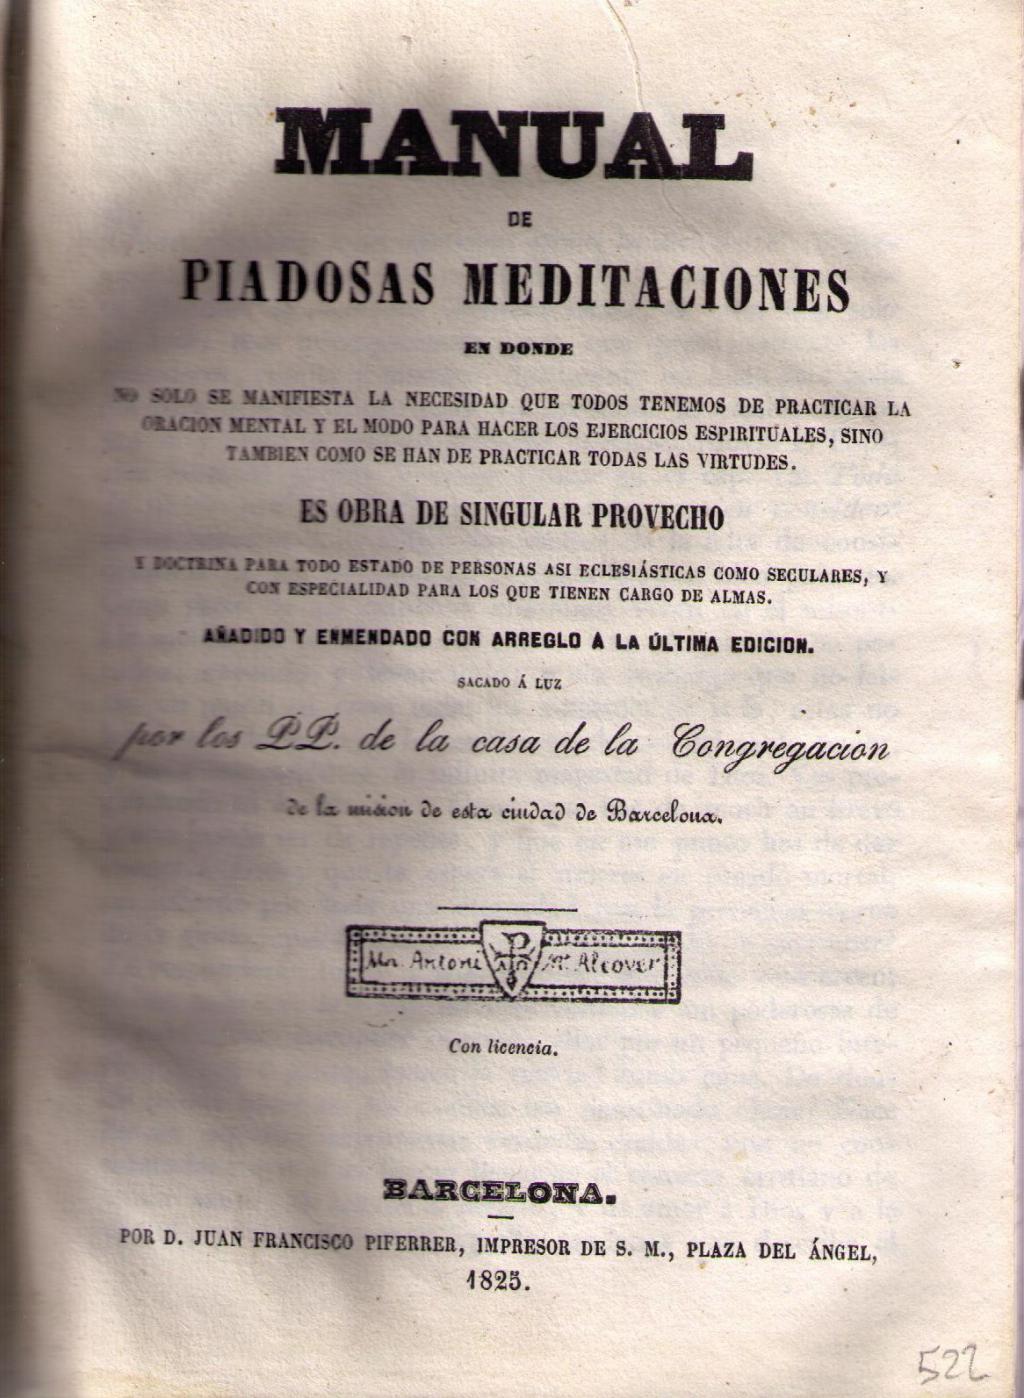 MANUAL
DE
PIADOSAS MEDITACIONES
EN DONDE
NO SOLO SE MANIFIESTA LA NECESIDAD QUE TODOS TENEMOS DE PRACTICAR LA
ORACION MENTAL Y EL MODO PARA HACER LOS EJERCICIOS ESPIRITUALES, SINO
TAMBIEN COMO SE HAN DE PRACTICAR TODAS LAS VIRTUDES.
ES OBRA DE SINGULAR PROVECHO
Y DOCTRINA PARA TODO ESTADO DE PERSONAS ASI ECLESIÁSTICAS COMO SECULARES, Y
CON ESPECIALIDAD PARA LOS QUE TIENEN CARGO DE ALMAS.
AÑADIDO Y ENMENDADO CON ARREGLO A LA ÚLTIMA EDICION.
SACADO Á LUZ
por los PP. de la casa de la Congregacion
de la mision de esta ciudad de Barcelona.
Mn. Antoni Mª Alcover
Con licencia.
BARCELONA.
POR D. JUAN FRANCISCO PIFERRER, IMPRESOR DE S. M., PLAZA DEL ÁNGEL,
1825.
522